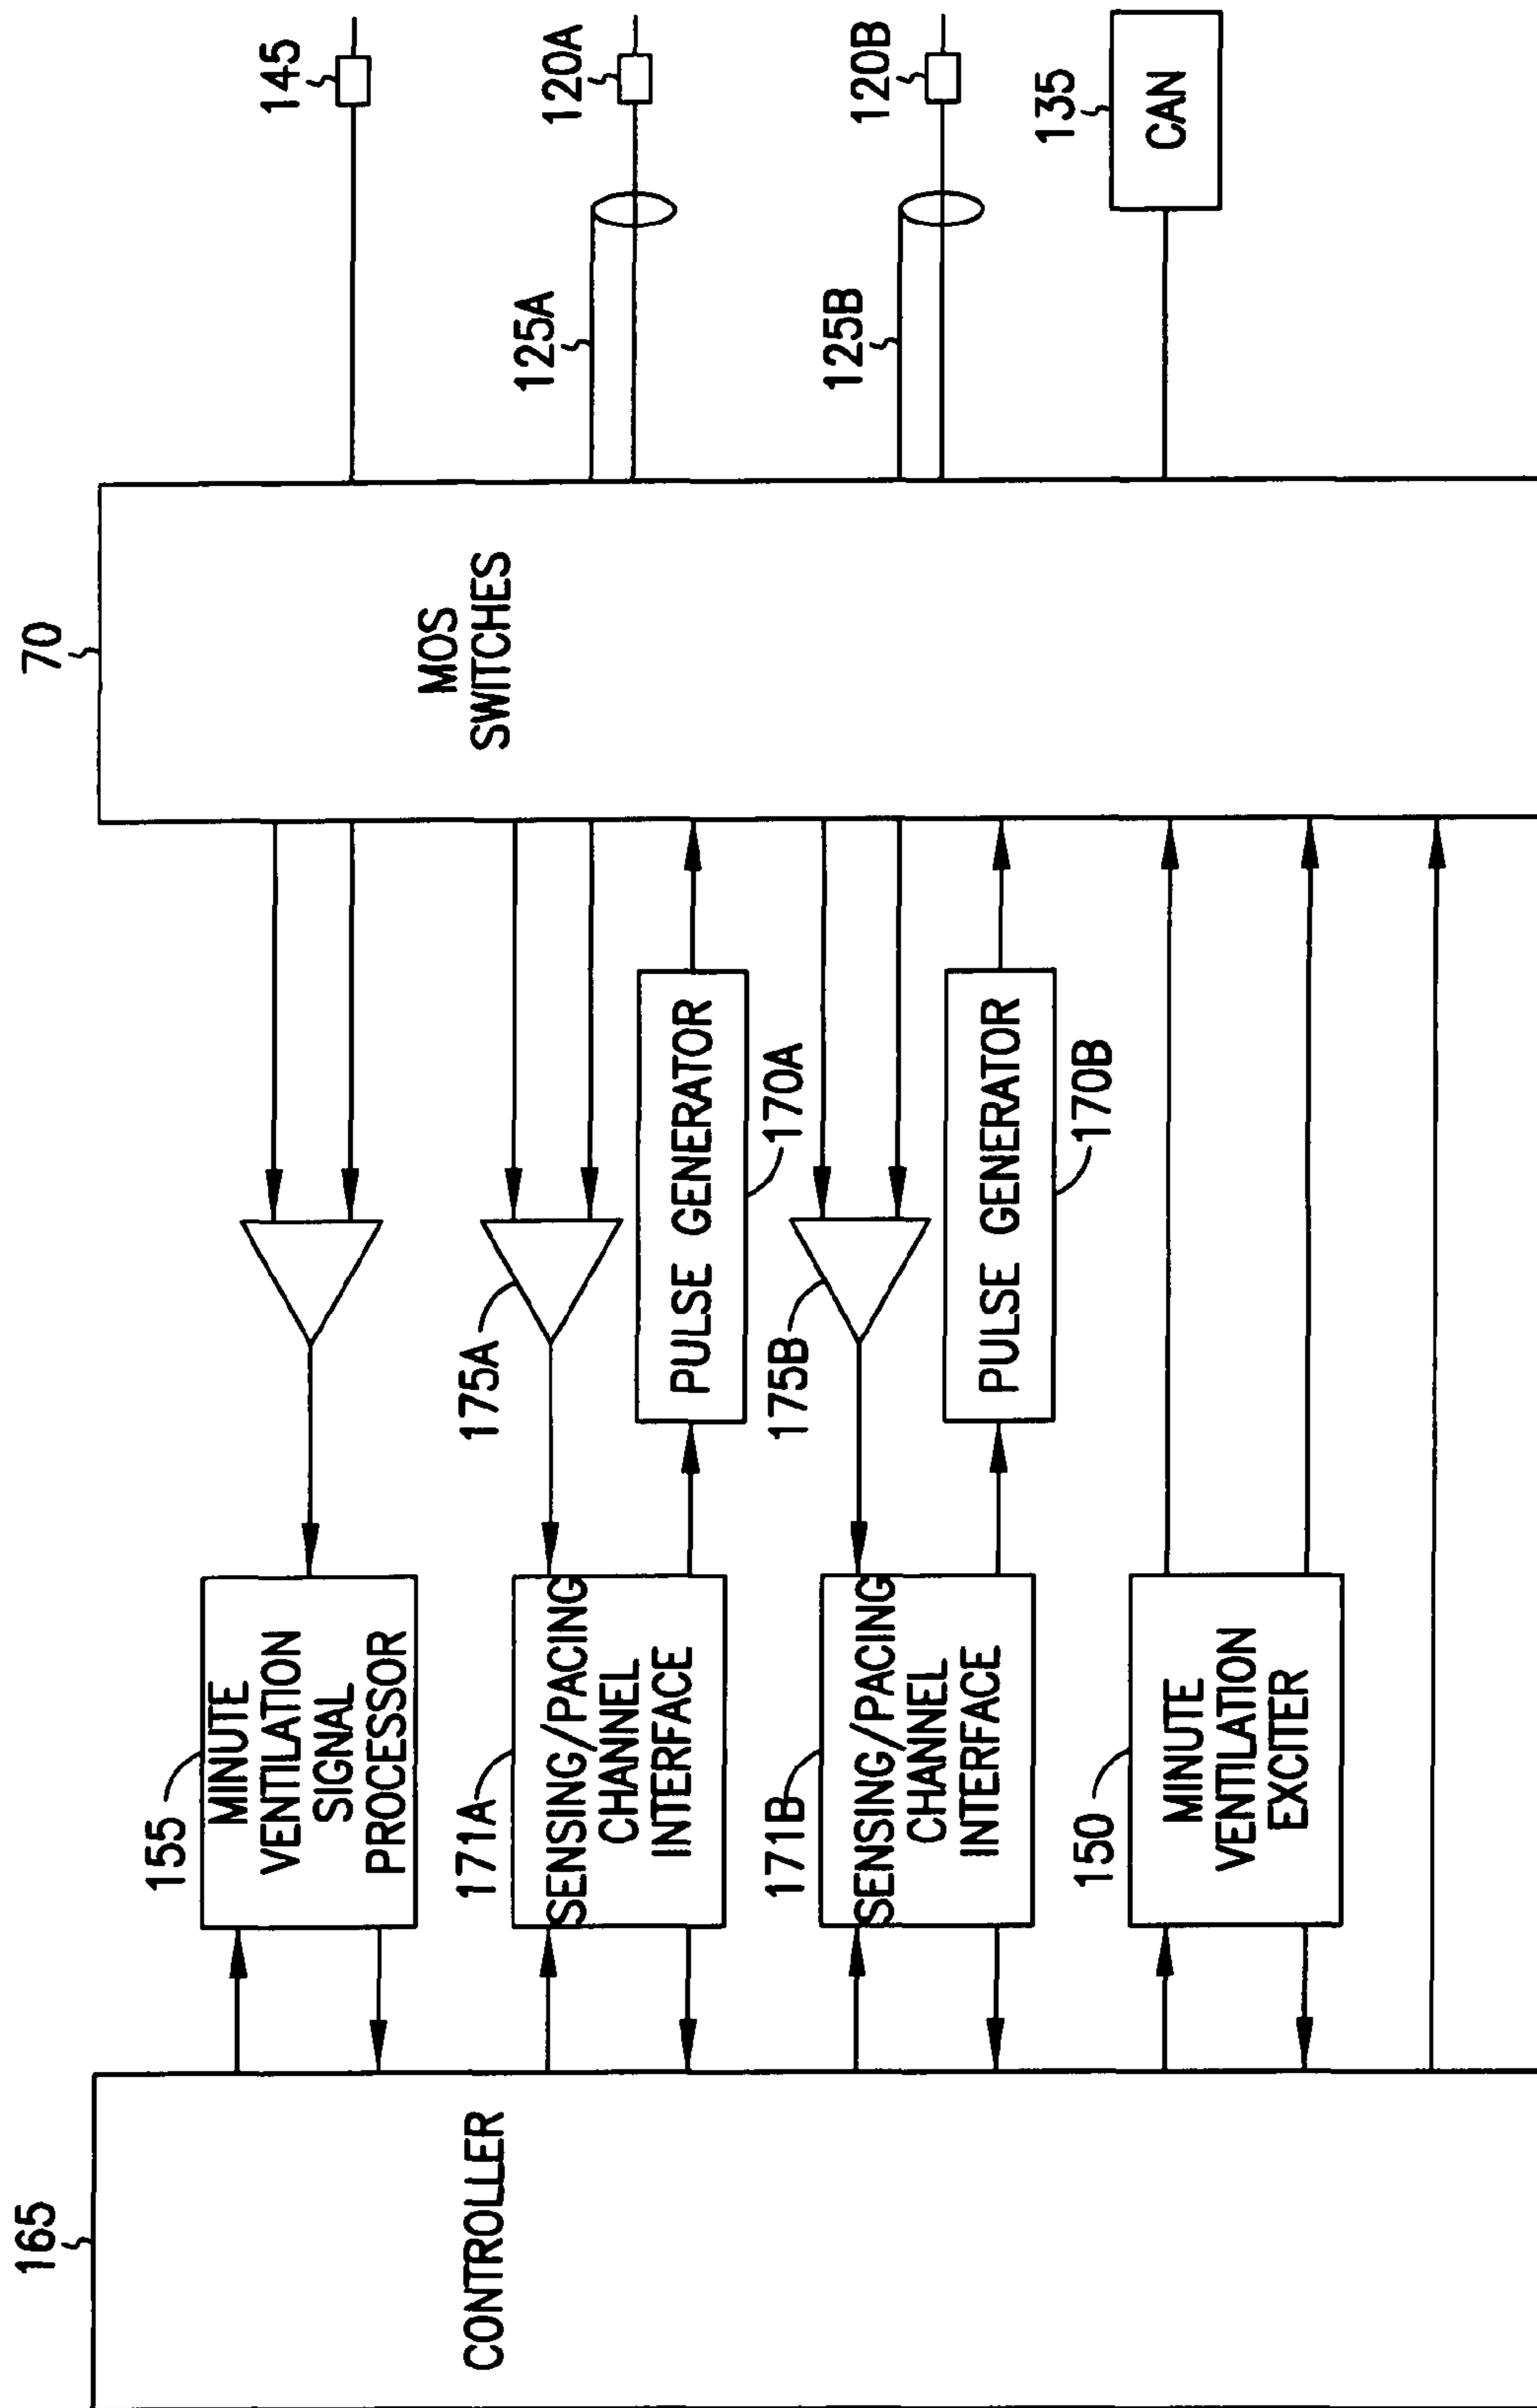 165
CONTROLLER
155
MINUTE
VENTILATION
SIGNAL
PROCESSOR
171A
SENSING/PACING
CHANNEL
INTERFACE
171B
SENSING/PACING
CHANNEL
INTERFACE
150
MINUTE
VENTILATION
EXCITER
175A
PULSE GENERATOR
170A
175B
PULSE GENERATOR
170B
70
MOS
SWITCHES
145
125A
120A
125B
120B
135
CAN